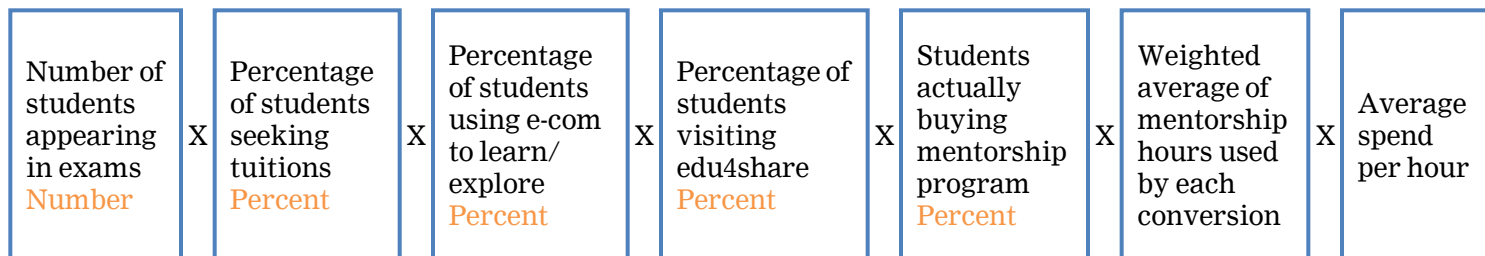 Number of
students
appearing
in exams
Number
X
Percentage
of students
seeking
tuitions
Percent
X
Percentage
of students
using e-com
to learn/
explore
Percent
X
Percentage of
students
visiting
edu4share
Percent
X
Students
actually
buying
mentorship
program
Percent
X
Weighted
average of
mentorship
hours used
by each
conversion
X
Average
spend
per hour